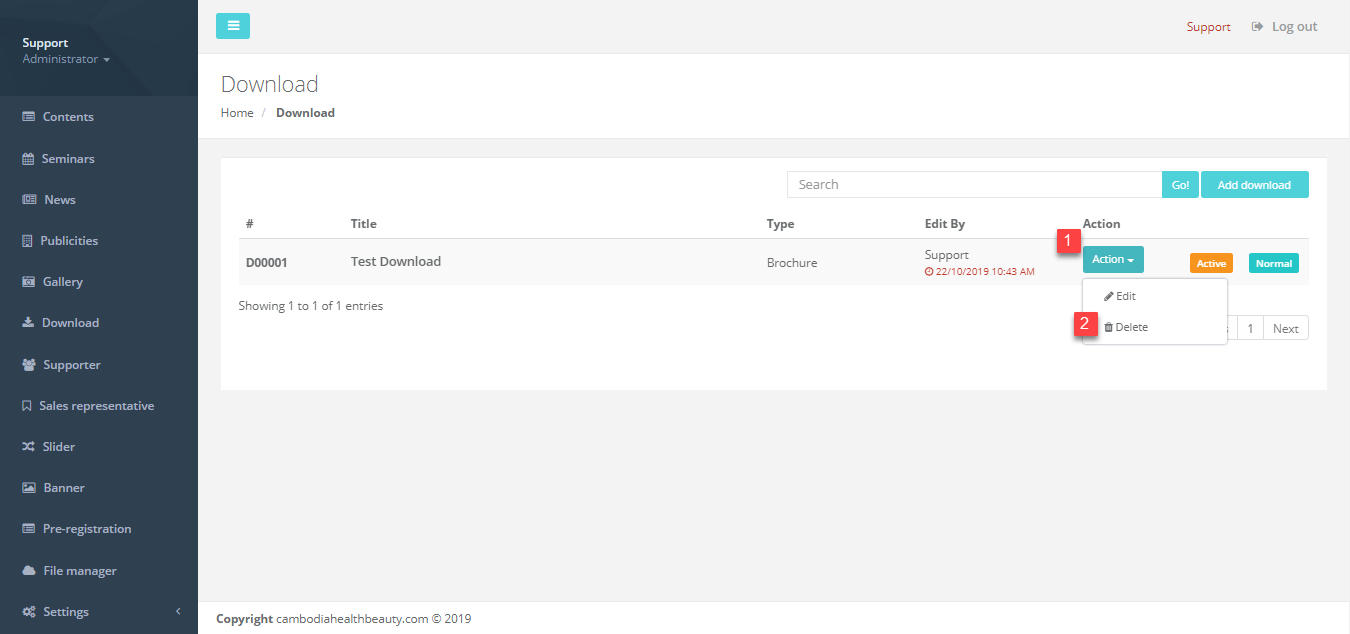 Support
Administrator
Contents
Seminars
News
Publicities
Gallery
Download
Supporter
Sales representative
Slider
Banner
Pre-registration
File manager
Settings
Support Log out
Download
Home / Download
Search Go! Add download
# Title Type Edit By Action
1
D00001 Test Download Brochure Support Action Active Normal
22/10/2019 10:43 AM
Edit
Showing 1 to 1 of 1 entries
2 Delete
1 Next
Copyright cambodiahealthbeauty.com © 2019